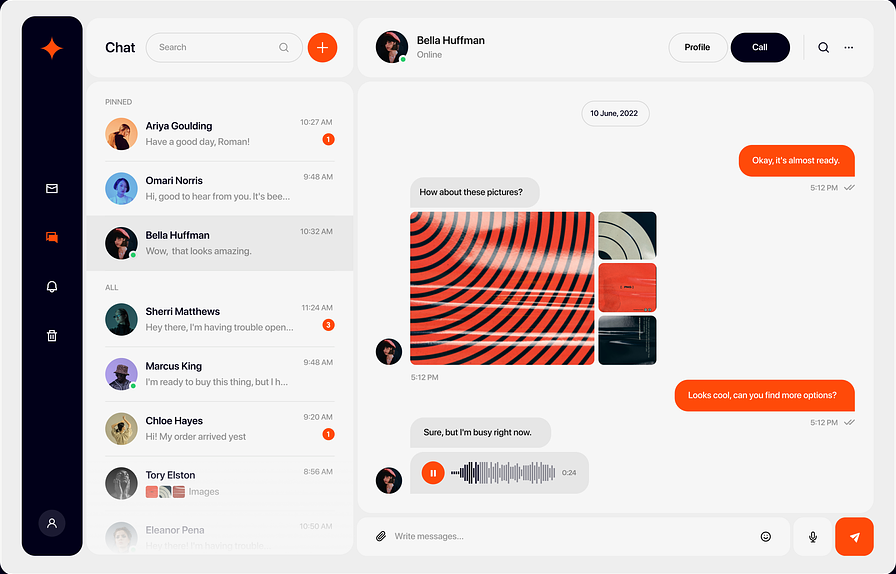 Chat
Search
PINNED
Ariya Goulding
10:27 AM
Have a good day, Roman!
1
Omari Norris
9:48 AM
Hi, good to hear from you. It's bee...
Bella Huffman
10:32 AM
Wow, that looks amazing.
ALL
Sherri Matthews
11:24 AM
Hey there, I'm having trouble open...
3
Marcus King
9:48 AM
I'm ready to buy this thing, but I h...
Chloe Hayes
9:20 AM
Hi! My order arrived yest
1
Tory Elston
8:56 AM
Images
Eleanor Pena
10:50 AM
Hey there! I'm having trouble...
Bella Huffman
Online
Profile
Call
10 June, 2022
Okay, it's almost ready.
5:12 PM
How about these pictures?
5:12 PM
Looks cool, can you find more options?
5:12 PM
Sure, but I'm busy right now.
0:24
Write messages...